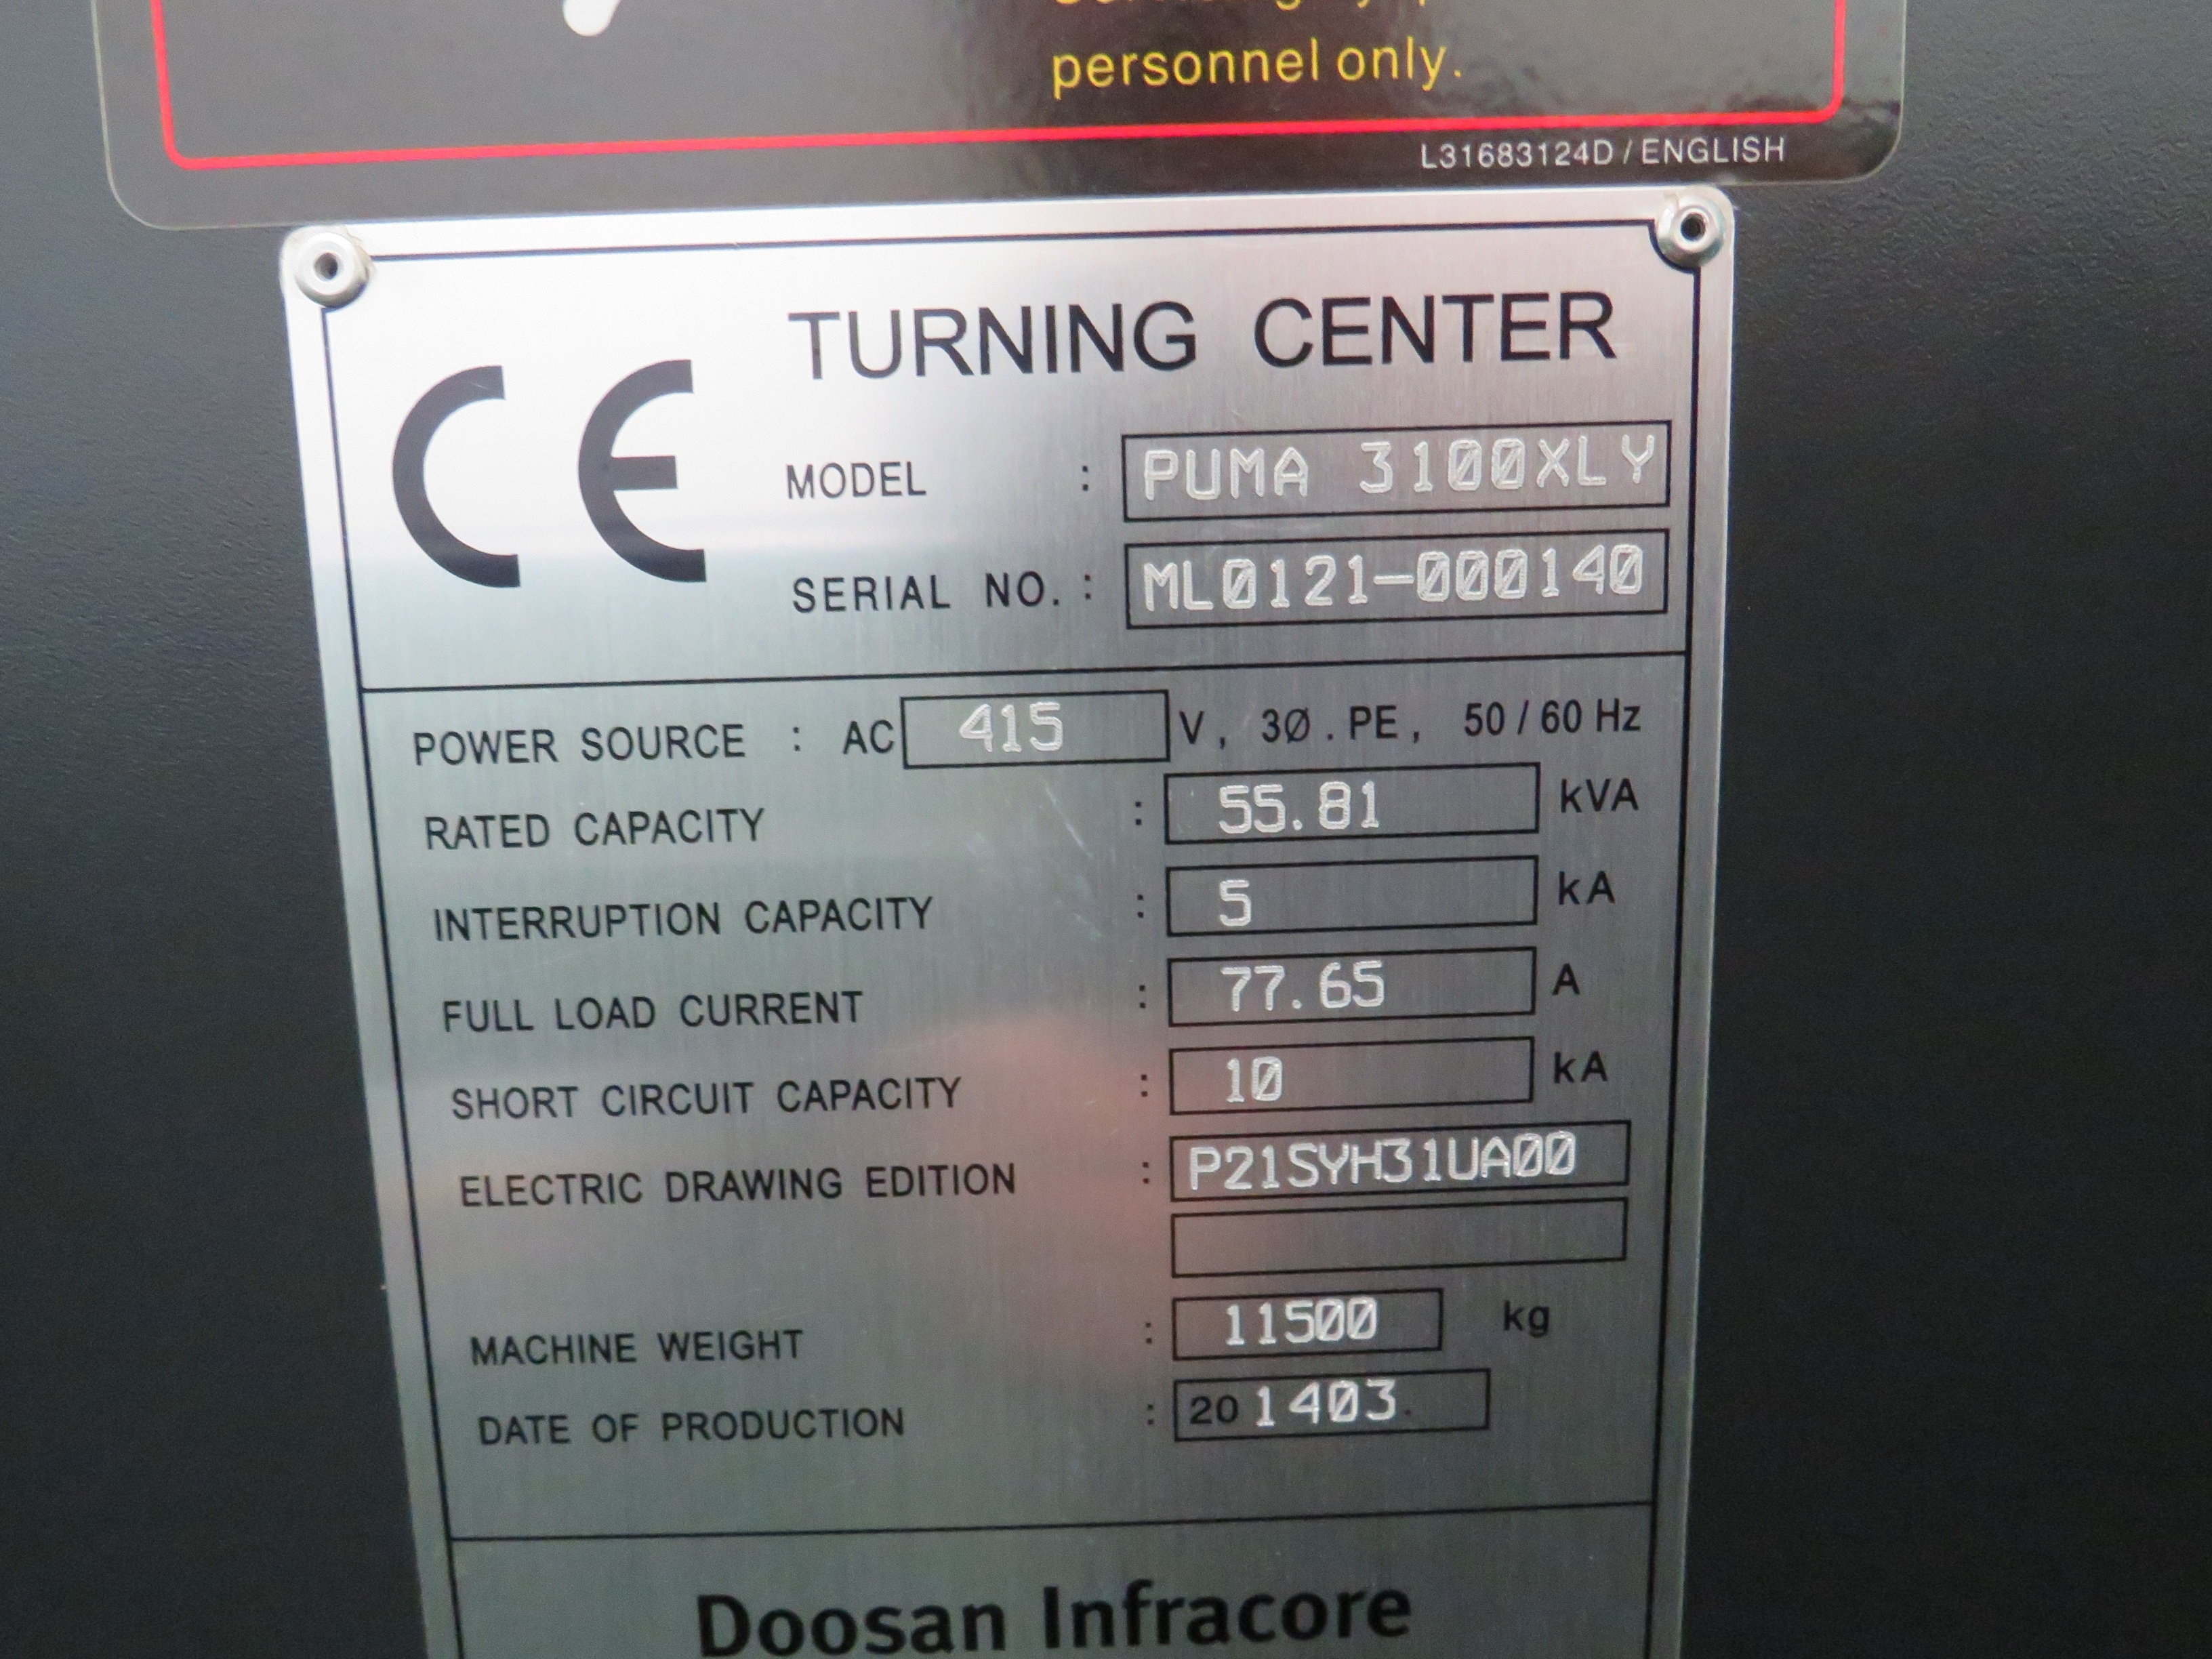 personnel only.
L31683124D / ENGLISH
CE
TURNING CENTER
MODEL : PUMA 3100XLY
SERIAL NO. : ML0121-000140
POWER SOURCE : AC 415 V, 3Ø. PE, 50 / 60 Hz
RATED CAPACITY : 55.81 kVA
INTERRUPTION CAPACITY : 5 kA
FULL LOAD CURRENT : 77.65 A
SHORT CIRCUIT CAPACITY : 10 kA
ELECTRIC DRAWING EDITION : P21SYH31UA00
MACHINE WEIGHT : 11500 kg
DATE OF PRODUCTION : 20 1403
Doosan Infracore